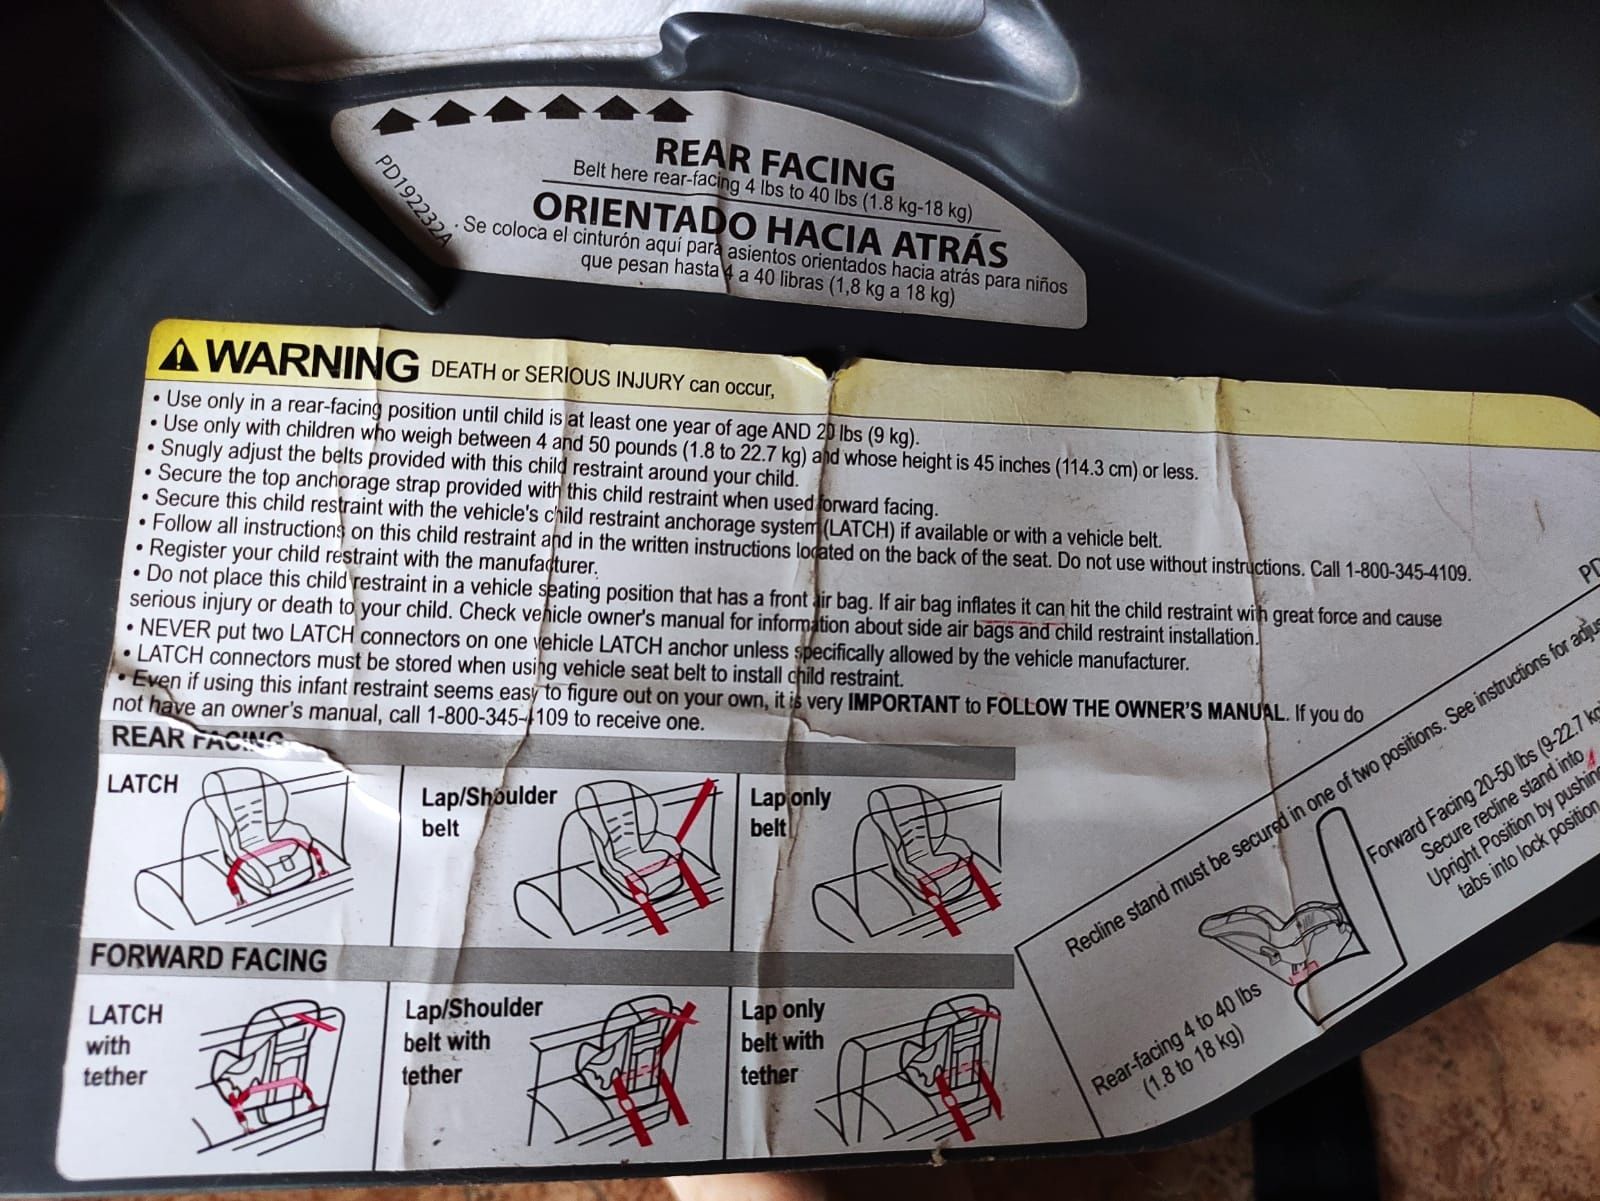 REAR FACING
Belt here rear-facing 4 lbs to 40 lbs (1.8 kg-18 kg)
ORIENTADO HACIA ATRÁS
Se coloca el cinturón aquí para asientos orientados hacia atrás para niños
que pesan hasta 4 a 40 libras (1,8 kg a 18 kg)
PD192232A
WARNING DEATH or SERIOUS INJURY can occur,
• Use only in a rear-facing position until child is at least one year of age AND 20 lbs (9 kg).
• Use only with children who weigh between 4 and 50 pounds (1.8 to 22.7 kg) and whose height is 45 inches (114.3 cm) or less.
• Snugly adjust the belts provided with this child restraint around your child.
• Secure the top anchorage strap provided with this child restraint when used forward facing.
• Secure this child restraint with the vehicle's child restraint anchorage system (LATCH) if available or with a vehicle belt.
• Follow all instructions on this child restraint and in the written instructions located on the back of the seat. Do not use without instructions. Call 1-800-345-4109.
• Register your child restraint with the manufacturer.
• Do not place this child restraint in a vehicle seating position that has a front air bag. If air bag inflates it can hit the child restraint with great force and cause
serious injury or death to your child. Check vehicle owner's manual for information about side air bags and child restraint installation.
• NEVER put two LATCH connectors on one vehicle LATCH anchor unless specifically allowed by the vehicle manufacturer.
• LATCH connectors must be stored when using vehicle seat belt to install child restraint.
• Even if using this infant restraint seems easy to figure out on your own, it is very IMPORTANT to FOLLOW THE OWNER'S MANUAL. If you do
not have an owner's manual, call 1-800-345-4109 to receive one.
REAR FACING
LATCH
Lap/Shoulder
belt
Lap only
belt
FORWARD FACING
LATCH
with
tether
Lap/Shoulder
belt with
tether
Lap only
belt with
tether
PD
Recline stand must be secured in one of two positions. See instructions for adjus
Forward Facing 20-50 lbs (9-22.7 kg
Secure recline stand into
Upright Position by pushing
tabs into lock position
Rear-facing 4 to 40 lbs
(1.8 to 18 kg)